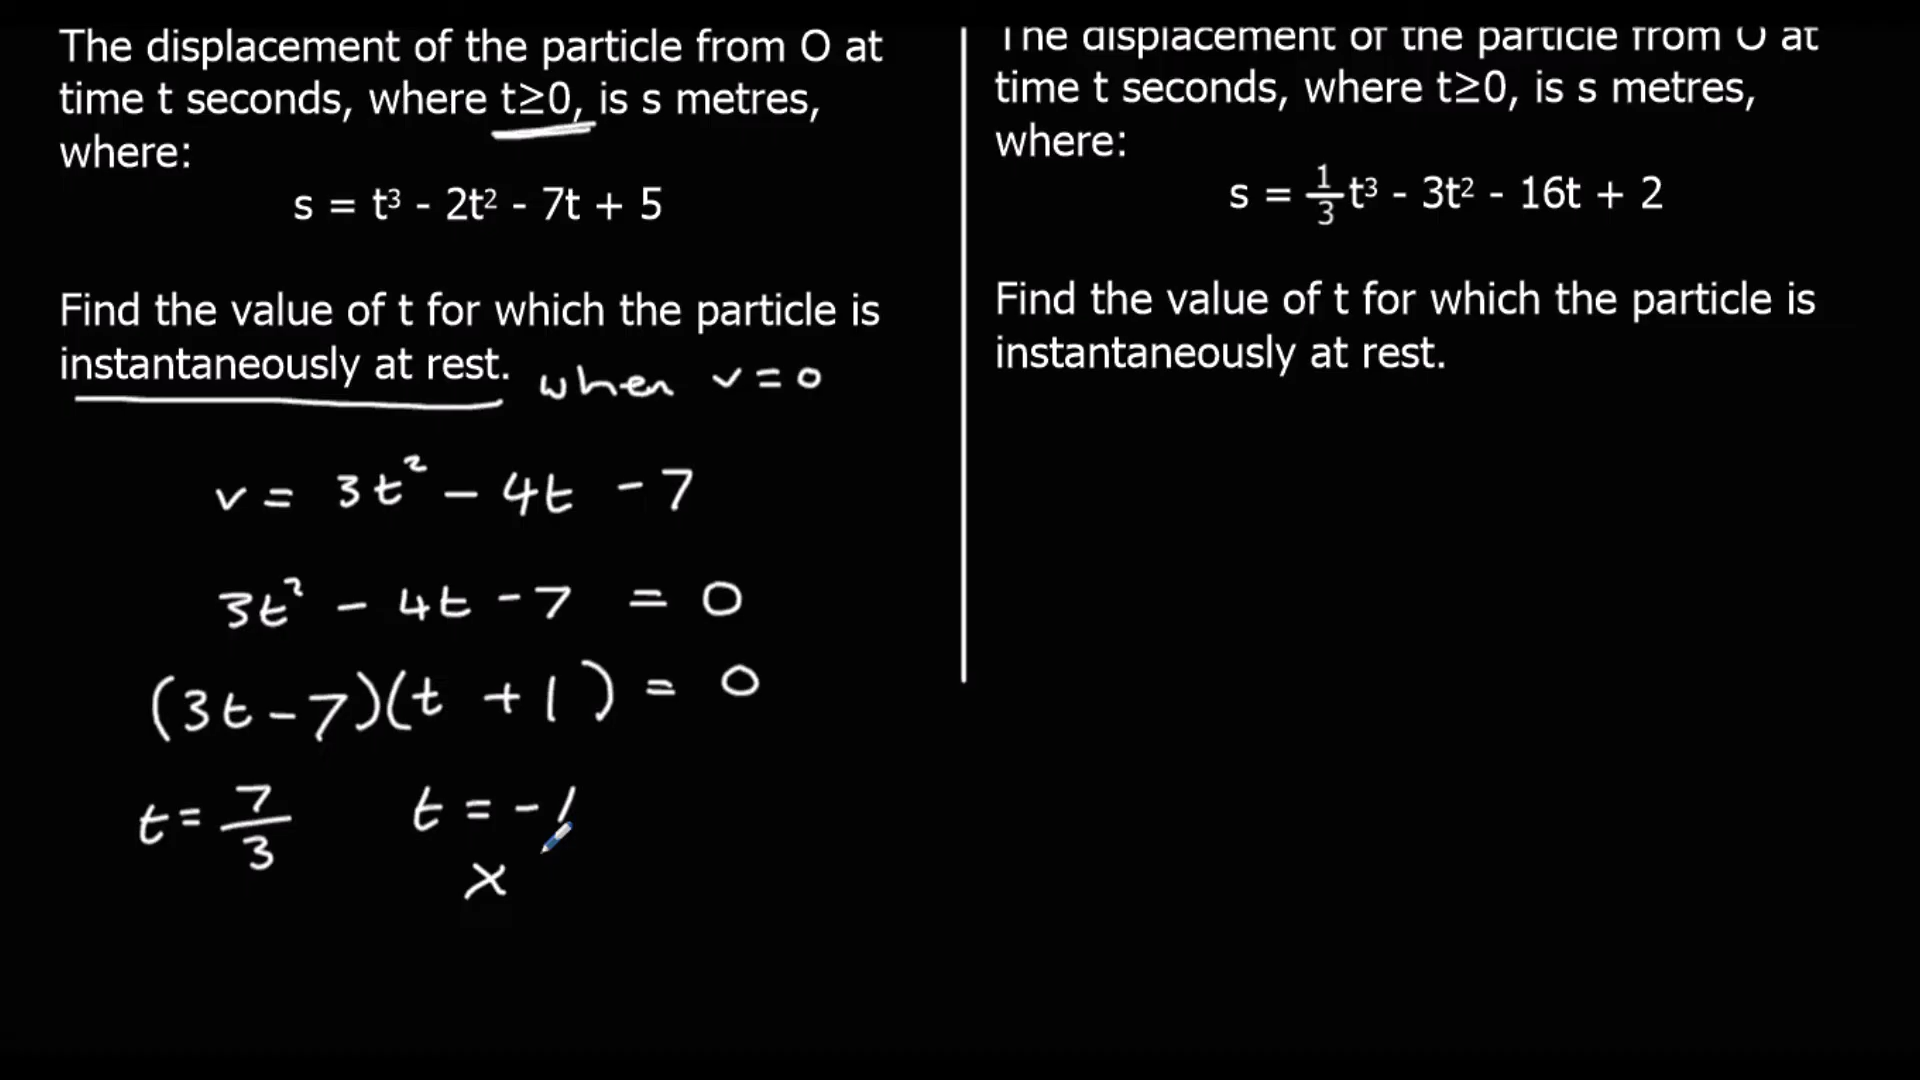 The displacement of the particle from O at
time t seconds, where t≥0, is s metres,
where:
s = t³ - 2t² - 7t + 5
Find the value of t for which the particle is
instantaneously at rest. when v = 0
v = 3t² - 4t - 7
3t² - 4t - 7 = 0
(3t - 7)(t + 1) = 0
t = 7/3 t = -1
x
The displacement of the particle from O at
time t seconds, where t≥0, is s metres,
where:
s = 1/3 t³ - 3t² - 16t + 2
Find the value of t for which the particle is
instantaneously at rest.